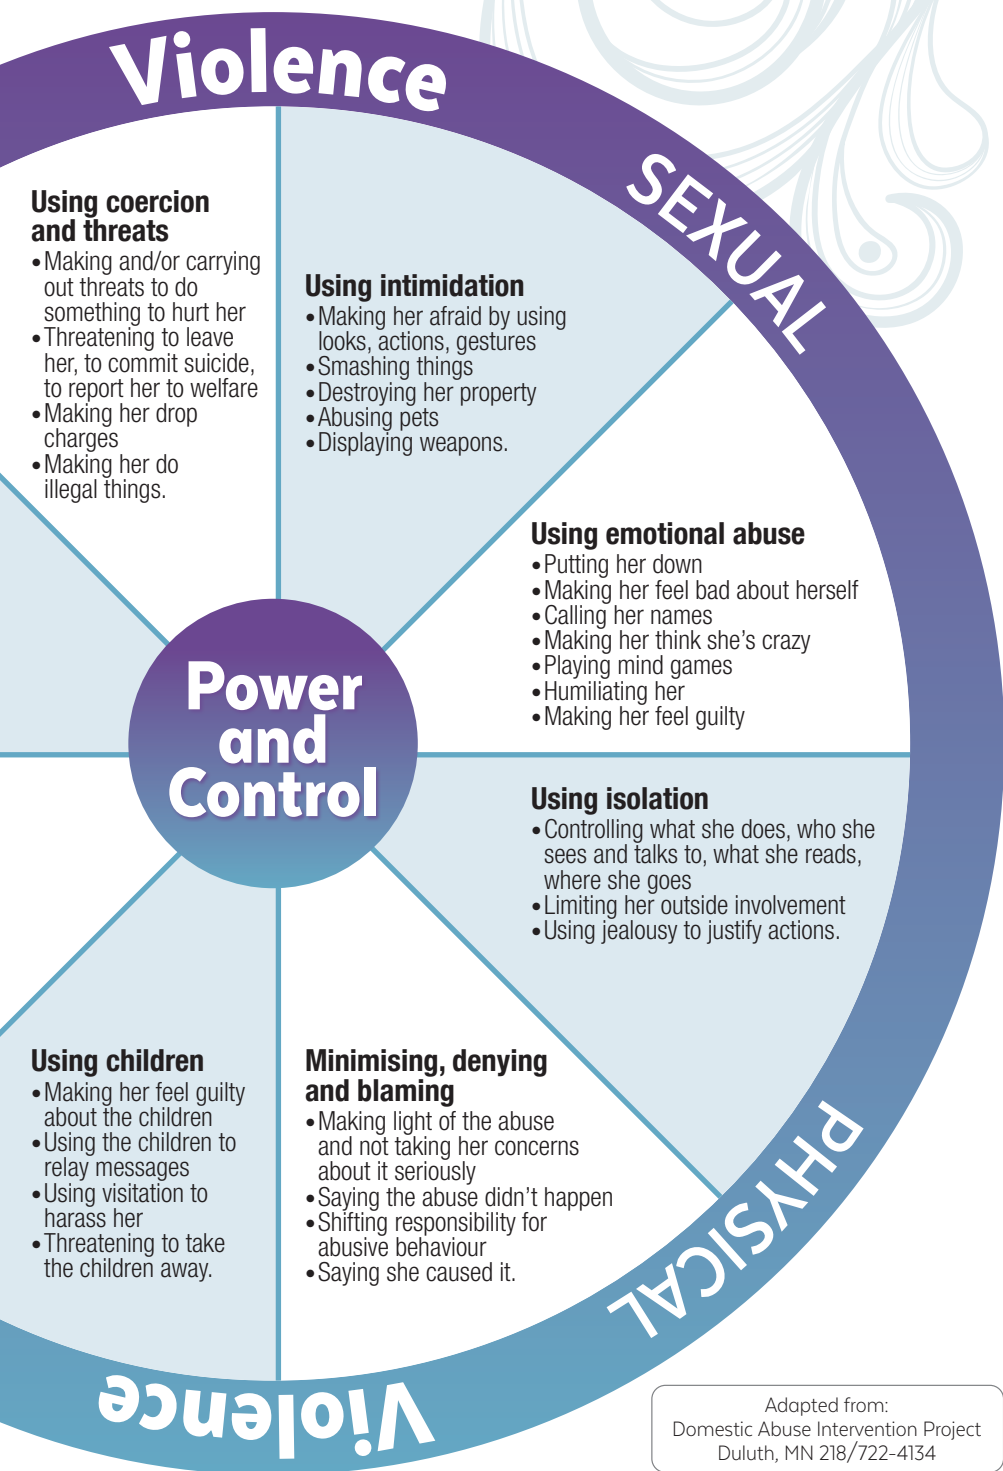 Violence
SEXUAL
Using coercion
and threats
•Making and/or carrying
out threats to do
something to hurt her
•Threatening to leave
her, to commit suicide,
to report her to welfare
•Making her drop
charges
•Making her do
illegal things.
Using intimidation
•Making her afraid by using
looks, actions, gestures
•Smashing things
•Destroying her property
•Abusing pets
•Displaying weapons.
Using emotional abuse
•Putting her down
•Making her feel bad about herself
•Calling her names
•Making her think she’s crazy
•Playing mind games
•Humiliating her
•Making her feel guilty
Power
and
Control
Using isolation
•Controlling what she does, who she
sees and talks to, what she reads,
where she goes
•Limiting her outside involvement
•Using jealousy to justify actions.
Using children
•Making her feel guilty
about the children
•Using the children to
relay messages
•Using visitation to
harass her
•Threatening to take
the children away.
Minimising, denying
and blaming
•Making light of the abuse
and not taking her concerns
about it seriously
•Saying the abuse didn’t happen
•Shifting responsibility for
abusive behaviour
•Saying she caused it.
PHYSICAL
Violence
Adapted from:
Domestic Abuse Intervention Project
Duluth, MN 218/722-4134